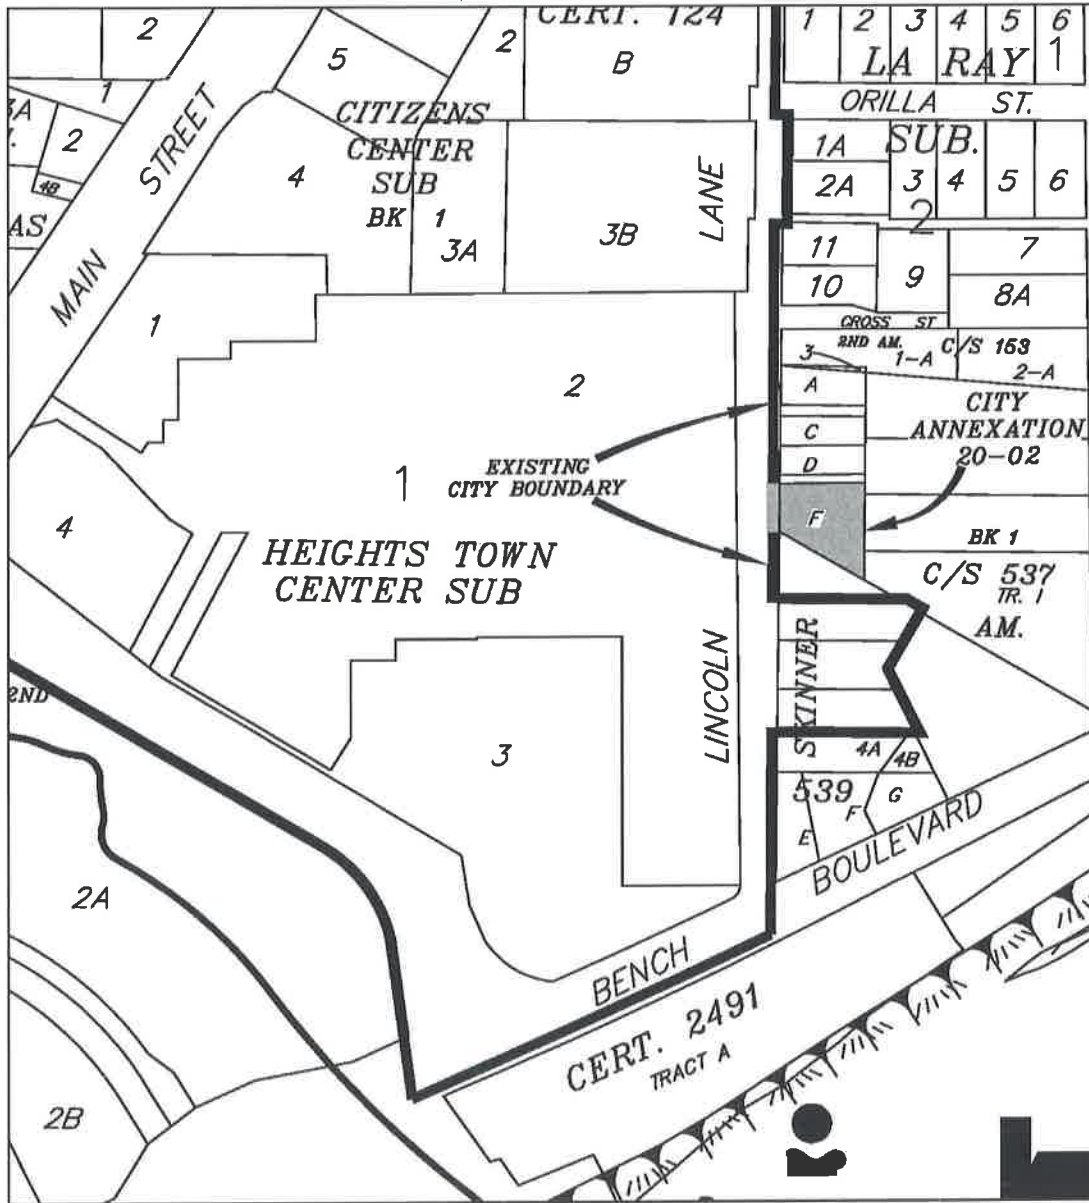 CERT. 124
2
2
5
B
1
2
3
4
5
6
LA RAY 1
ORILLA ST.
SUB.
1
3A
2
4B
AS
MAIN STREET
CITIZENS
CENTER
SUB
BK 1
4
3A
3B
LANE
1A
2A
3
4
5
6
2
11
10
9
7
8A
CROSS ST
2ND AM. C/S 163
3
1-A
2-A
A
C
D
F
CITY
ANNEXATION
20-02
BK 1
C/S 537
TR. 1
AM.
1
2
EXISTING
CITY BOUNDARY
1
4
HEIGHTS TOWN
CENTER SUB
LINCOLN
SKINNER
2ND
3
4A
4B
539
F
G
E
BENCH BOULEVARD
2A
2B
CERT. 2491
TRACT A